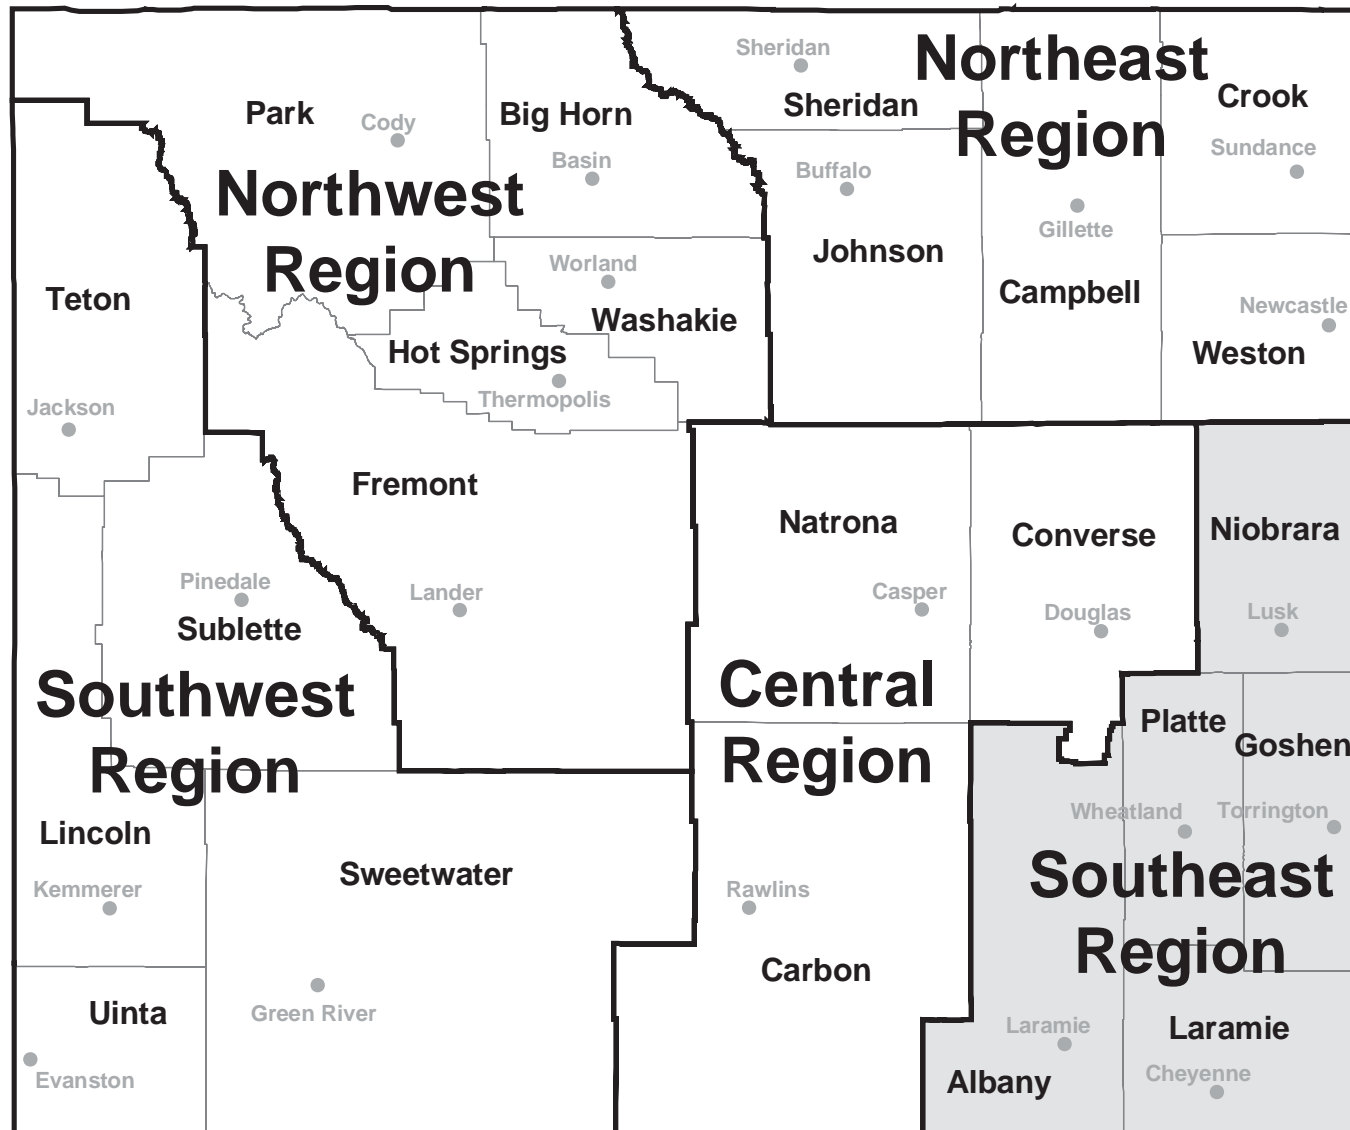 Sheridan
Northeast
Region
Crook
Sheridan
Park
Cody
Big Horn
Basin
Sundance
Buffalo
Northwest
Region
Gillette
Johnson
Worland
Teton
Campbell
Newcastle
Washakie
Hot Springs
Weston
Thermopolis
Jackson
Fremont
Natrona
Converse
Niobrara
Pinedale
Lander
Casper
Douglas
Lusk
Sublette
Southwest
Region
Central
Region
Platte
Goshen
Wheatland
Torrington
Lincoln
Sweetwater
Southeast
Region
Kemmerer
Rawlins
Carbon
Uinta
Green River
Laramie
Laramie
Evanston
Albany
Cheyenne